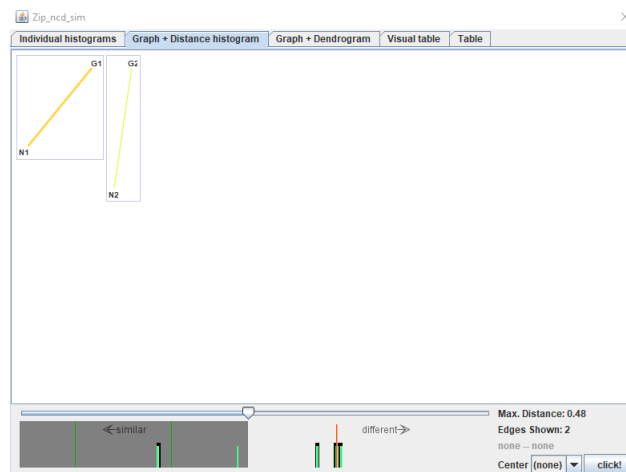 Zip_ncd_sim
Individual histograms Graph + Distance histogram Graph + Dendrogram Visual table Table
G1 G2
N1
N2
similar different
Max. Distance: 0.48
Edges Shown: 2
none -- none
Center (none) click!